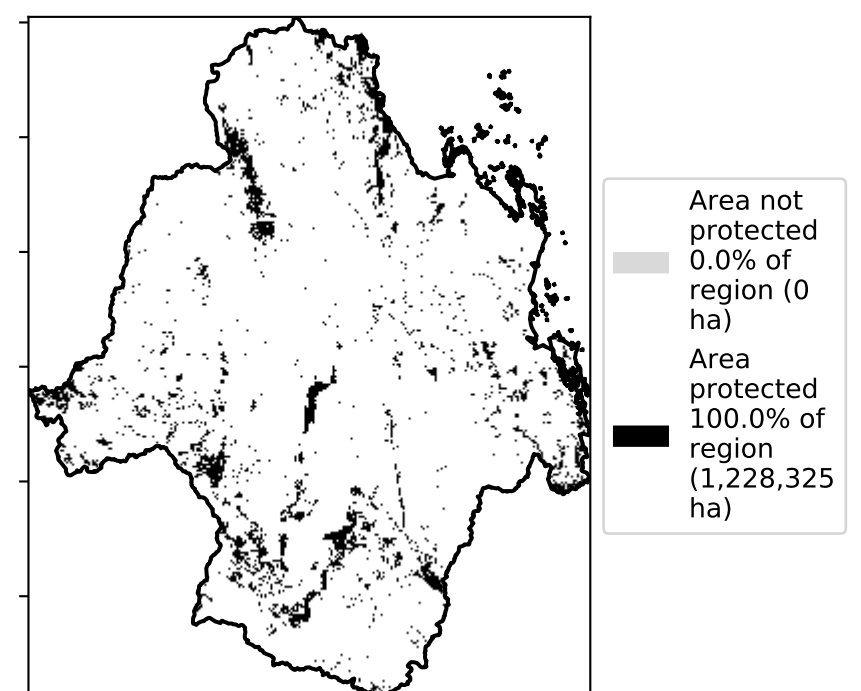 Area not
protected
0.0% of
region (0
ha)
Area
protected
100.0% of
region
(1,228,325
ha)